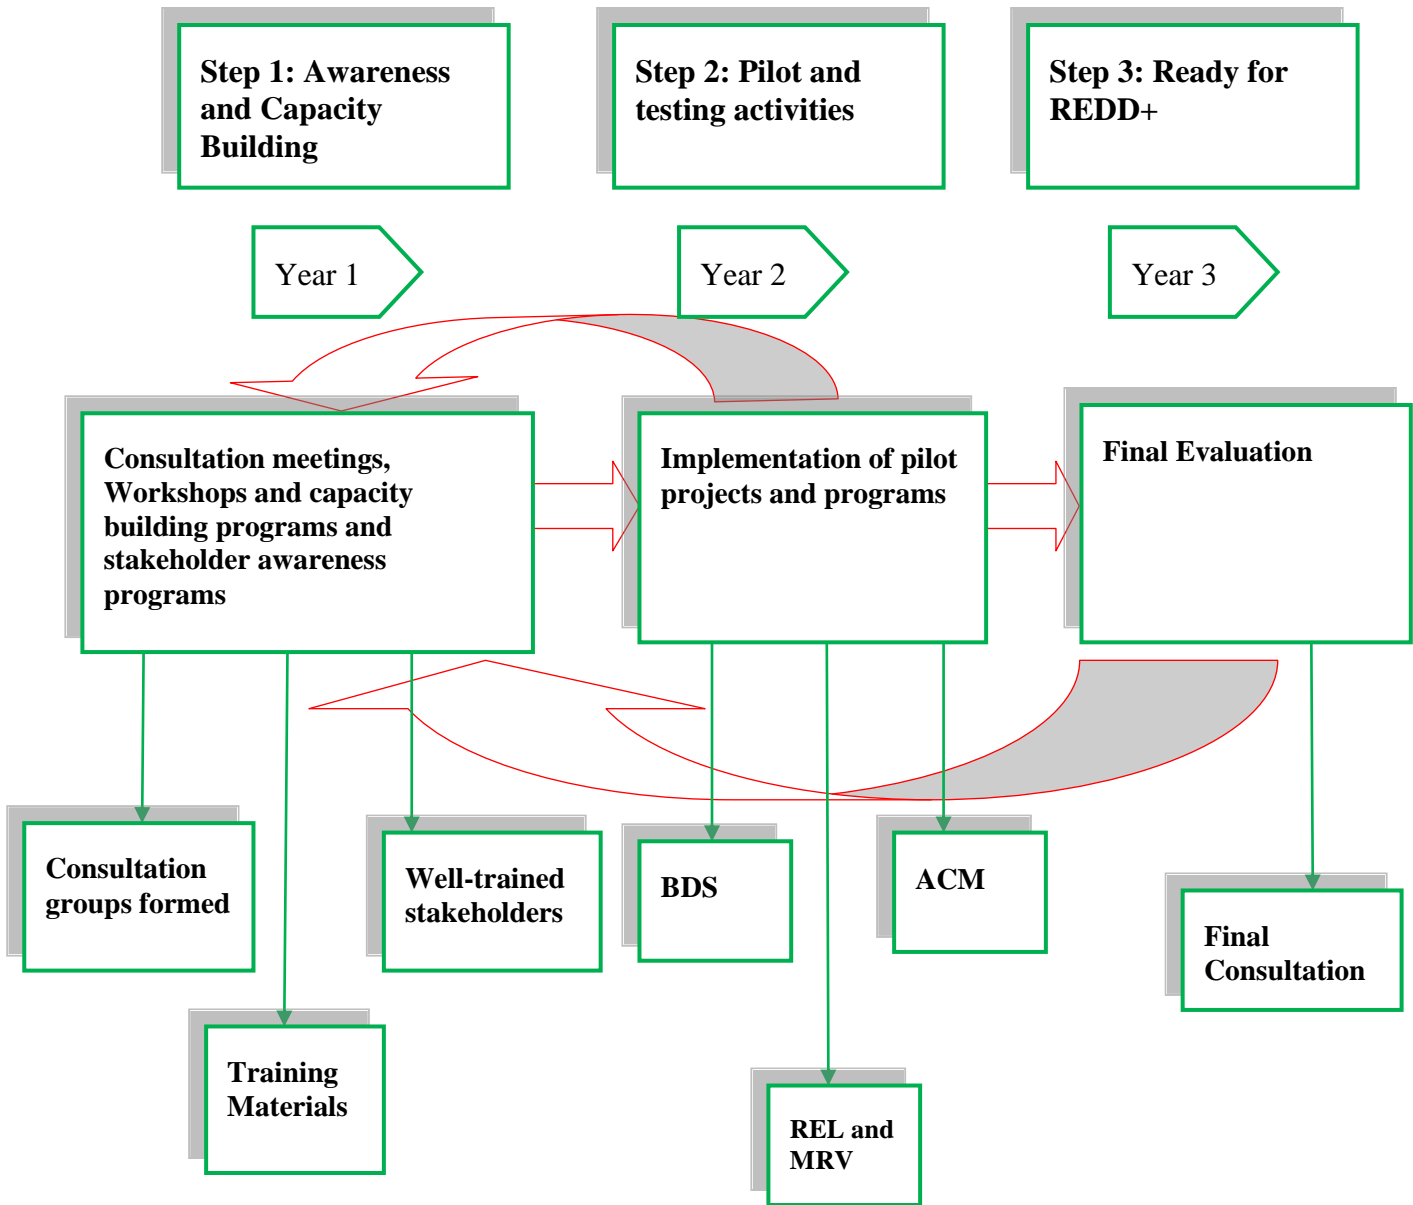 Step 1: Awareness
and Capacity
Building
Step 2: Pilot and
testing activities
Step 3: Ready for
REDD+
Year 1
Year 2
Year 3
Consultation meetings,
Workshops and capacity
building programs and
stakeholder awareness
programs
Implementation of pilot
projects and programs
Final Evaluation
Consultation
groups formed
Well-trained
stakeholders
BDS
ACM
Final
Consultation
Training
Materials
REL and
MRV